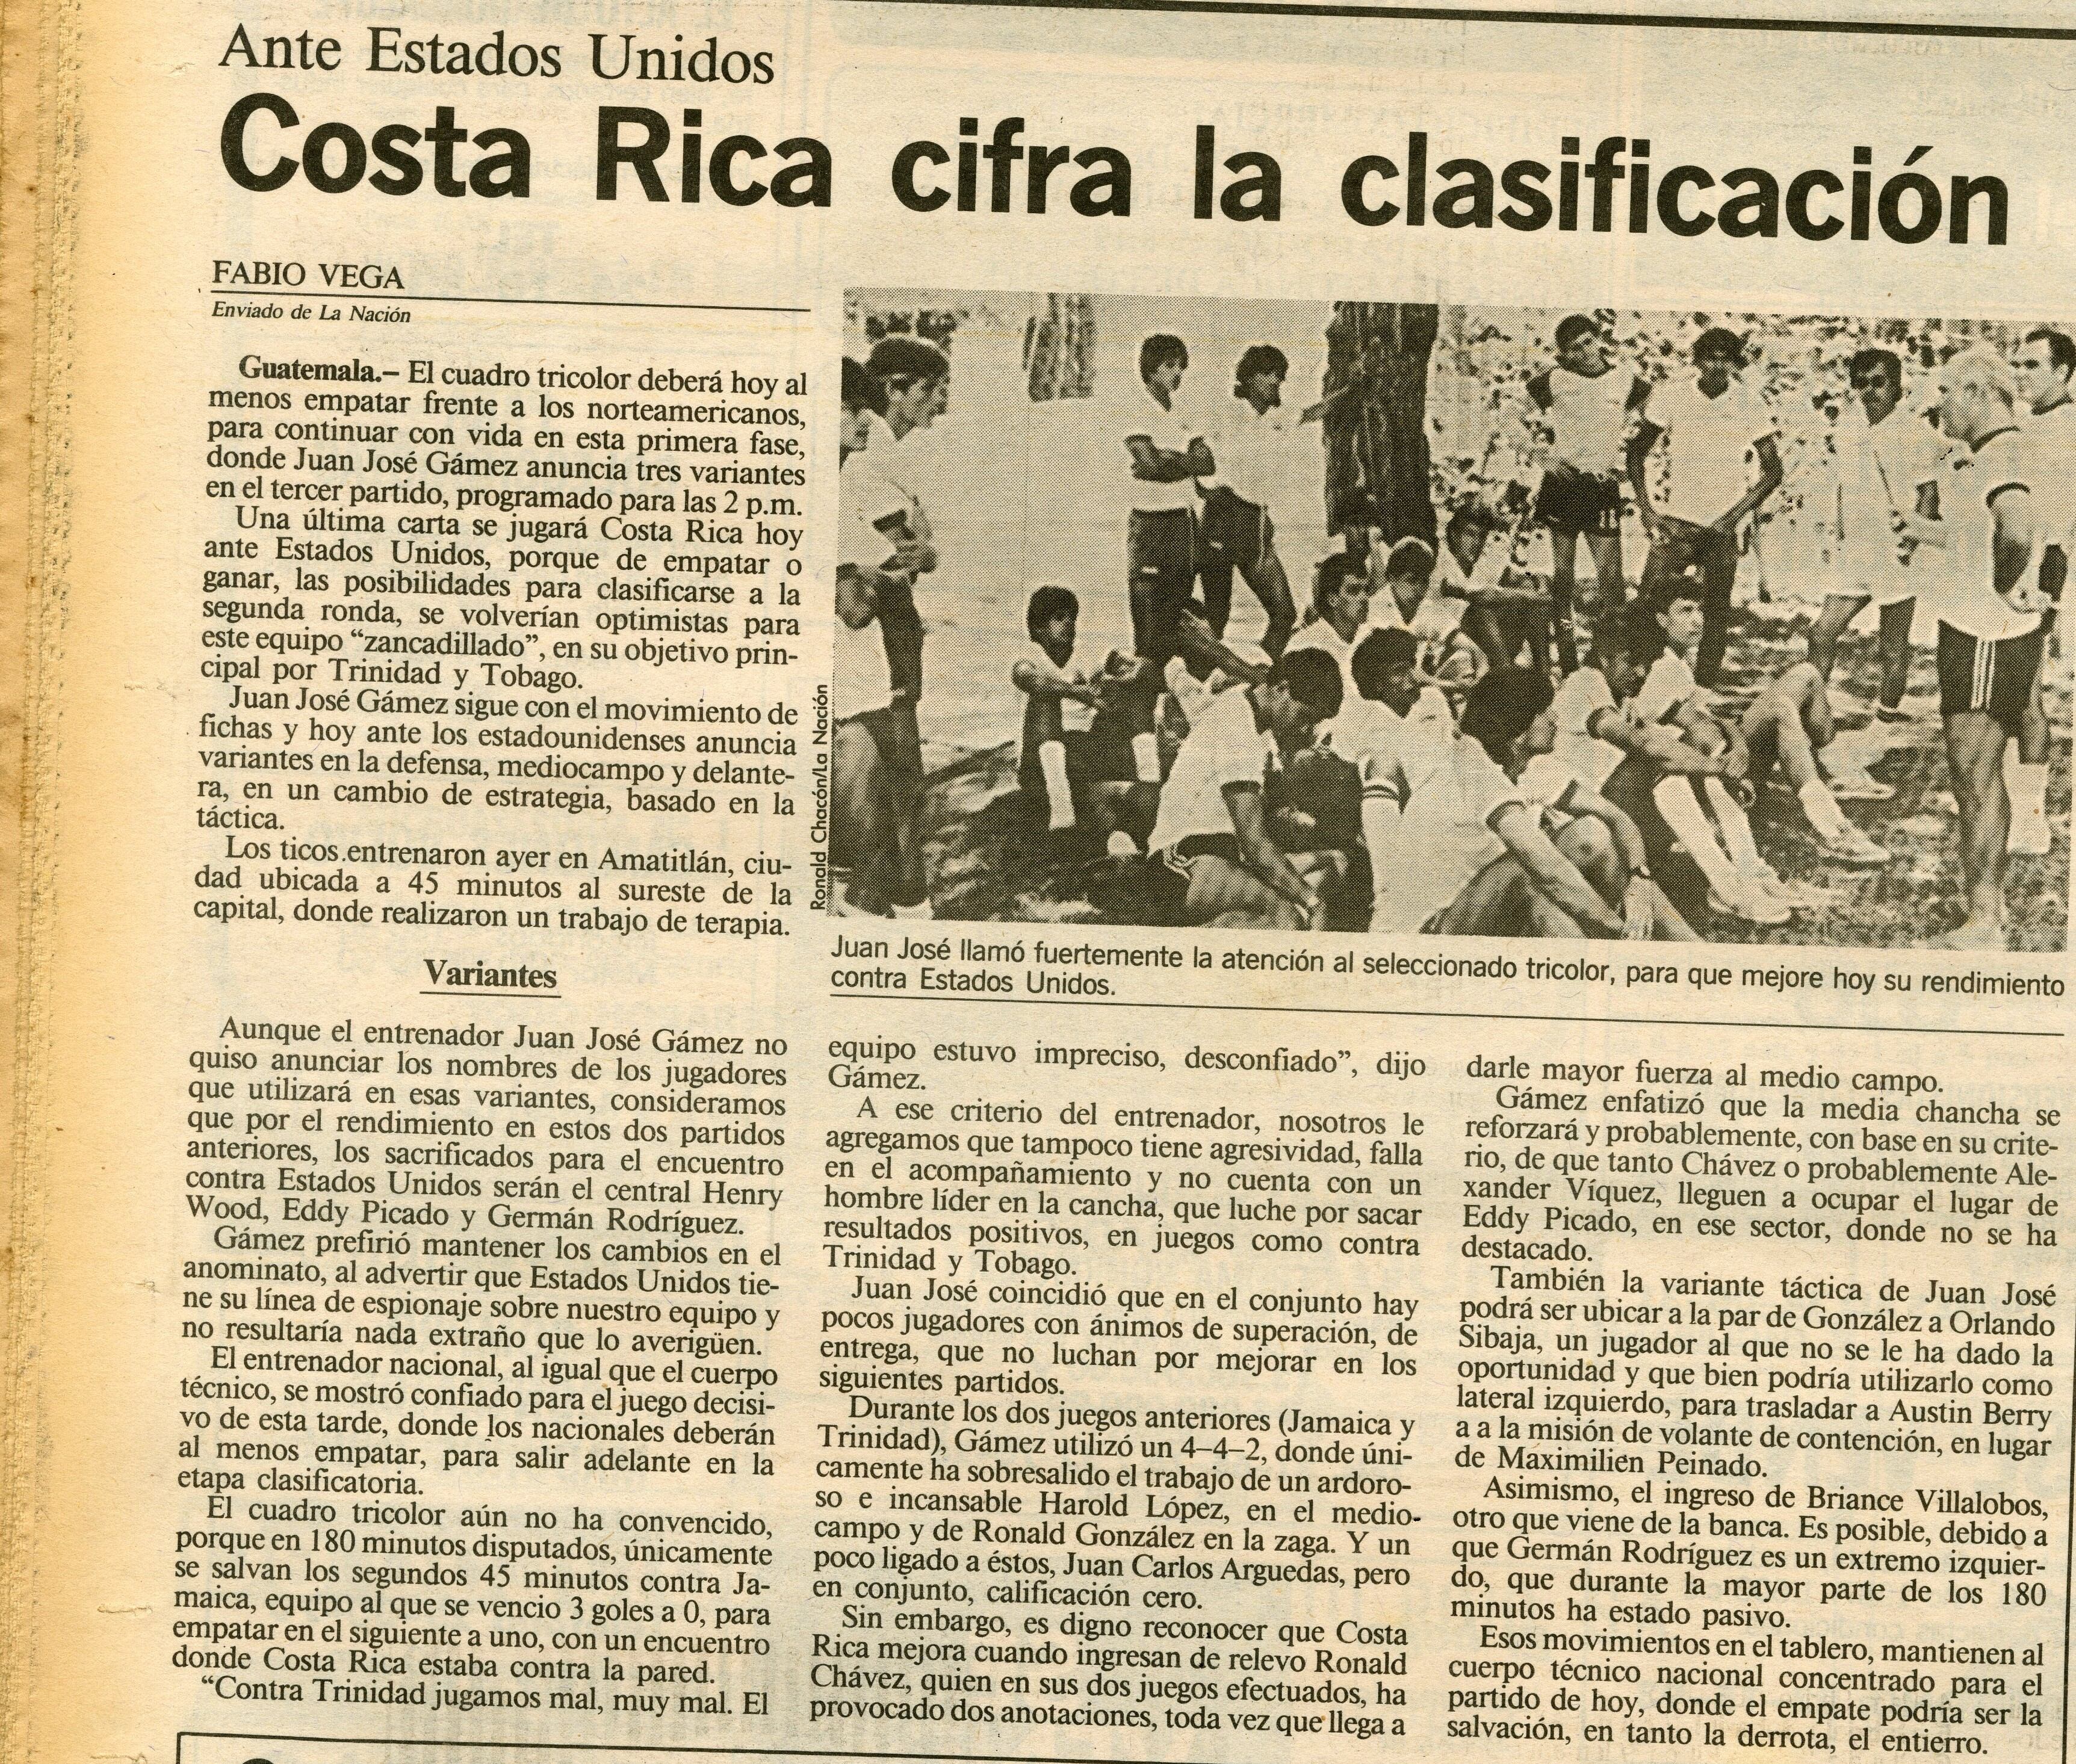 Ante Estados Unidos
Costa Rica cifra la clasificación
FABIO VEGA
Enviado de La Nación
Guatemala.– El cuadro tricolor deberá hoy al
menos empatar frente a los norteamericanos,
para continuar con vida en esta primera fase,
donde Juan José Gámez anuncia tres variantes
en el tercer partido, programado para las 2 p.m.
Una última carta se jugará Costa Rica hoy
ante Estados Unidos, porque de empatar o
ganar, las posibilidades para clasificarse a la
segunda ronda, se volverían optimistas para
este equipo “zancadillado”, en su objetivo prin-
cipal por Trinidad y Tobago.
Juan José Gámez sigue con el movimiento de
fichas y hoy ante los estadounidenses anuncia
variantes en la defensa, mediocampo y delante-
ra, en un cambio de estrategia, basado en la
táctica.
Los ticos entrenaron ayer en Amatitlán, ciu-
dad ubicada a 45 minutos al sureste de la
capital, donde realizaron un trabajo de terapia.
Ronald Chacón/La Nación
Juan José llamó fuertemente la atención al seleccionado tricolor, para que mejore hoy su rendimiento
contra Estados Unidos.
Variantes
Aunque el entrenador Juan José Gámez no
quiso anunciar los nombres de los jugadores
que utilizará en esas variantes, consideramos
que por el rendimiento en estos dos partidos
anteriores, los sacrificados para el encuentro
contra Estados Unidos serán el central Henry
Wood, Eddy Picado y Germán Rodríguez.
Gámez prefirió mantener los cambios en el
anominato, al advertir que Estados Unidos tie-
ne su línea de espionaje sobre nuestro equipo y
no resultaría nada extraño que lo averigüen.
El entrenador nacional, al igual que el cuerpo
técnico, se mostró confiado para el juego decisi-
vo de esta tarde, donde los nacionales deberán
al menos empatar, para salir adelante en la
etapa clasificatoria.
El cuadro tricolor aún no ha convencido,
porque en 180 minutos disputados, únicamente
se salvan los segundos 45 minutos contra Ja-
maica, equipo al que se vencio 3 goles a 0, para
empatar en el siguiente a uno, con un encuentro
donde Costa Rica estaba contra la pared.
“Contra Trinidad jugamos mal, muy mal. El
equipo estuvo impreciso, desconfiado”, dijo
Gámez.
A ese criterio del entrenador, nosotros le
agregamos que tampoco tiene agresividad, falla
en el acompañamiento y no cuenta con un
hombre líder en la cancha, que luche por sacar
resultados positivos, en juegos como contra
Trinidad y Tobago.
Juan José coincidió que en el conjunto hay
pocos jugadores con ánimos de superación, de
entrega, que no luchan por mejorar en los
siguientes partidos.
Durante los dos juegos anteriores (Jamaica y
Trinidad), Gámez utilizó un 4–4–2, donde úni-
camente ha sobresalido el trabajo de un ardoro-
so e incansable Harold López, en el medio-
campo y de Ronald González en la zaga. Y un
poco ligado a éstos, Juan Carlos Arguedas, pero
en conjunto, calificación cero.
Sin embargo, es digno reconocer que Costa
Rica mejora cuando ingresan de relevo Ronald
Chávez, quien en sus dos juegos efectuados, ha
provocado dos anotaciones, toda vez que llega a
darle mayor fuerza al medio campo.
Gámez enfatizó que la media chancha se
reforzará y probablemente, con base en su crite-
rio, de que tanto Chávez o probablemente Ale-
xander Víquez, lleguen a ocupar el lugar de
Eddy Picado, en ese sector, donde no se ha
destacado.
También la variante táctica de Juan José
podrá ser ubicar a la par de González a Orlando
Sibaja, un jugador al que no se le ha dado la
oportunidad y que bien podría utilizarlo como
lateral izquierdo, para trasladar a Austin Berry
a a la misión de volante de contención, en lugar
de Maximilién Peinado.
Asimismo, el ingreso de Briance Villalobos,
otro que viene de la banca. Es posible, debido a
que Germán Rodríguez es un extremo izquier-
do, que durante la mayor parte de los 180
minutos ha estado pasivo.
Esos movimientos en el tablero, mantienen al
cuerpo técnico nacional concentrado para el
partido de hoy, donde el empate podría ser la
salvación, en tanto la derrota, el entierro.